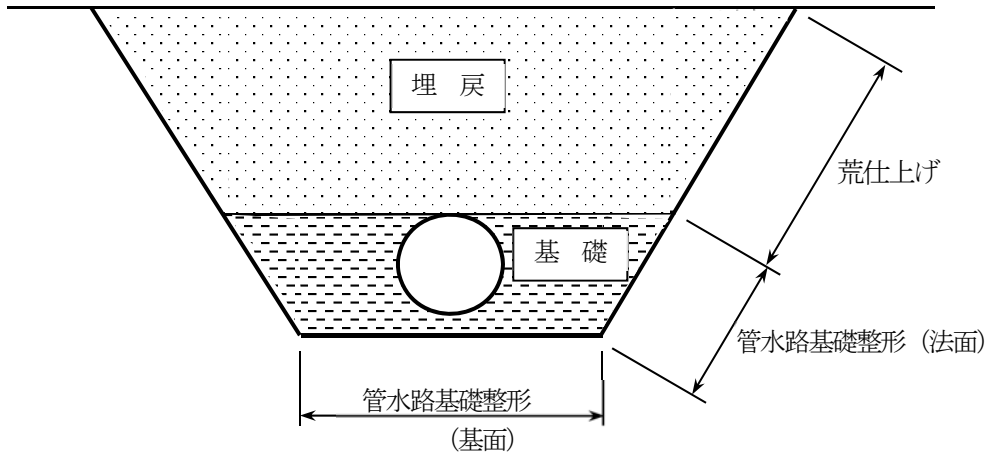 埋　戻
荒仕上げ
基　礎
管水路基礎整形（法面）
管水路基礎整形
（基面）